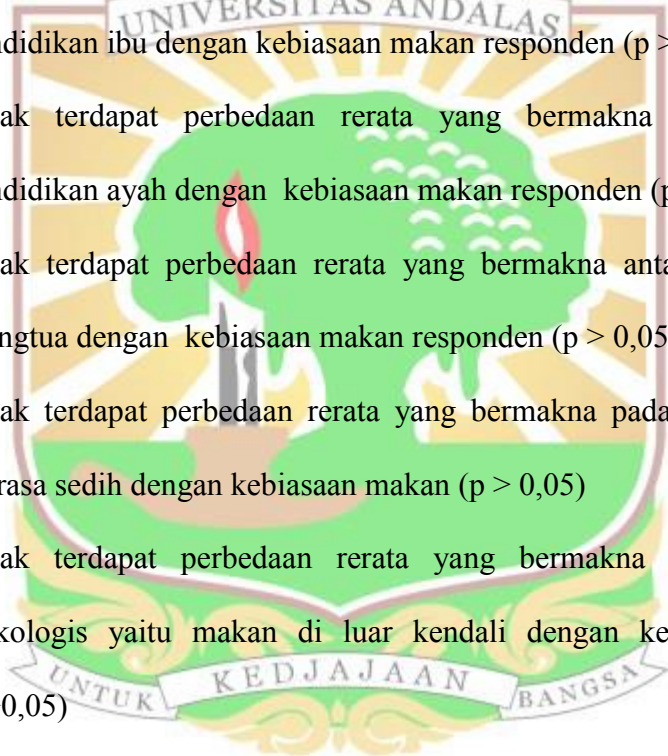 UNIVERSITAS ANDALAS
ndidikan ibu dengan kebiasaan makan responden (p >
ak terdapat perbedaan rerata yang bermakna
ndidikan ayah dengan kebiasaan makan responden (p
ak terdapat perbedaan rerata yang bermakna anta
ngtua dengan kebiasaan makan responden (p > 0,05
ak terdapat perbedaan rerata yang bermakna pada
rasa sedih dengan kebiasaan makan (p > 0,05)
ak terdapat perbedaan rerata yang bermakna
kologis yaitu makan di luar kendali dengan ke
0,05)
UNTUK KEDJAJAAN BANGSA